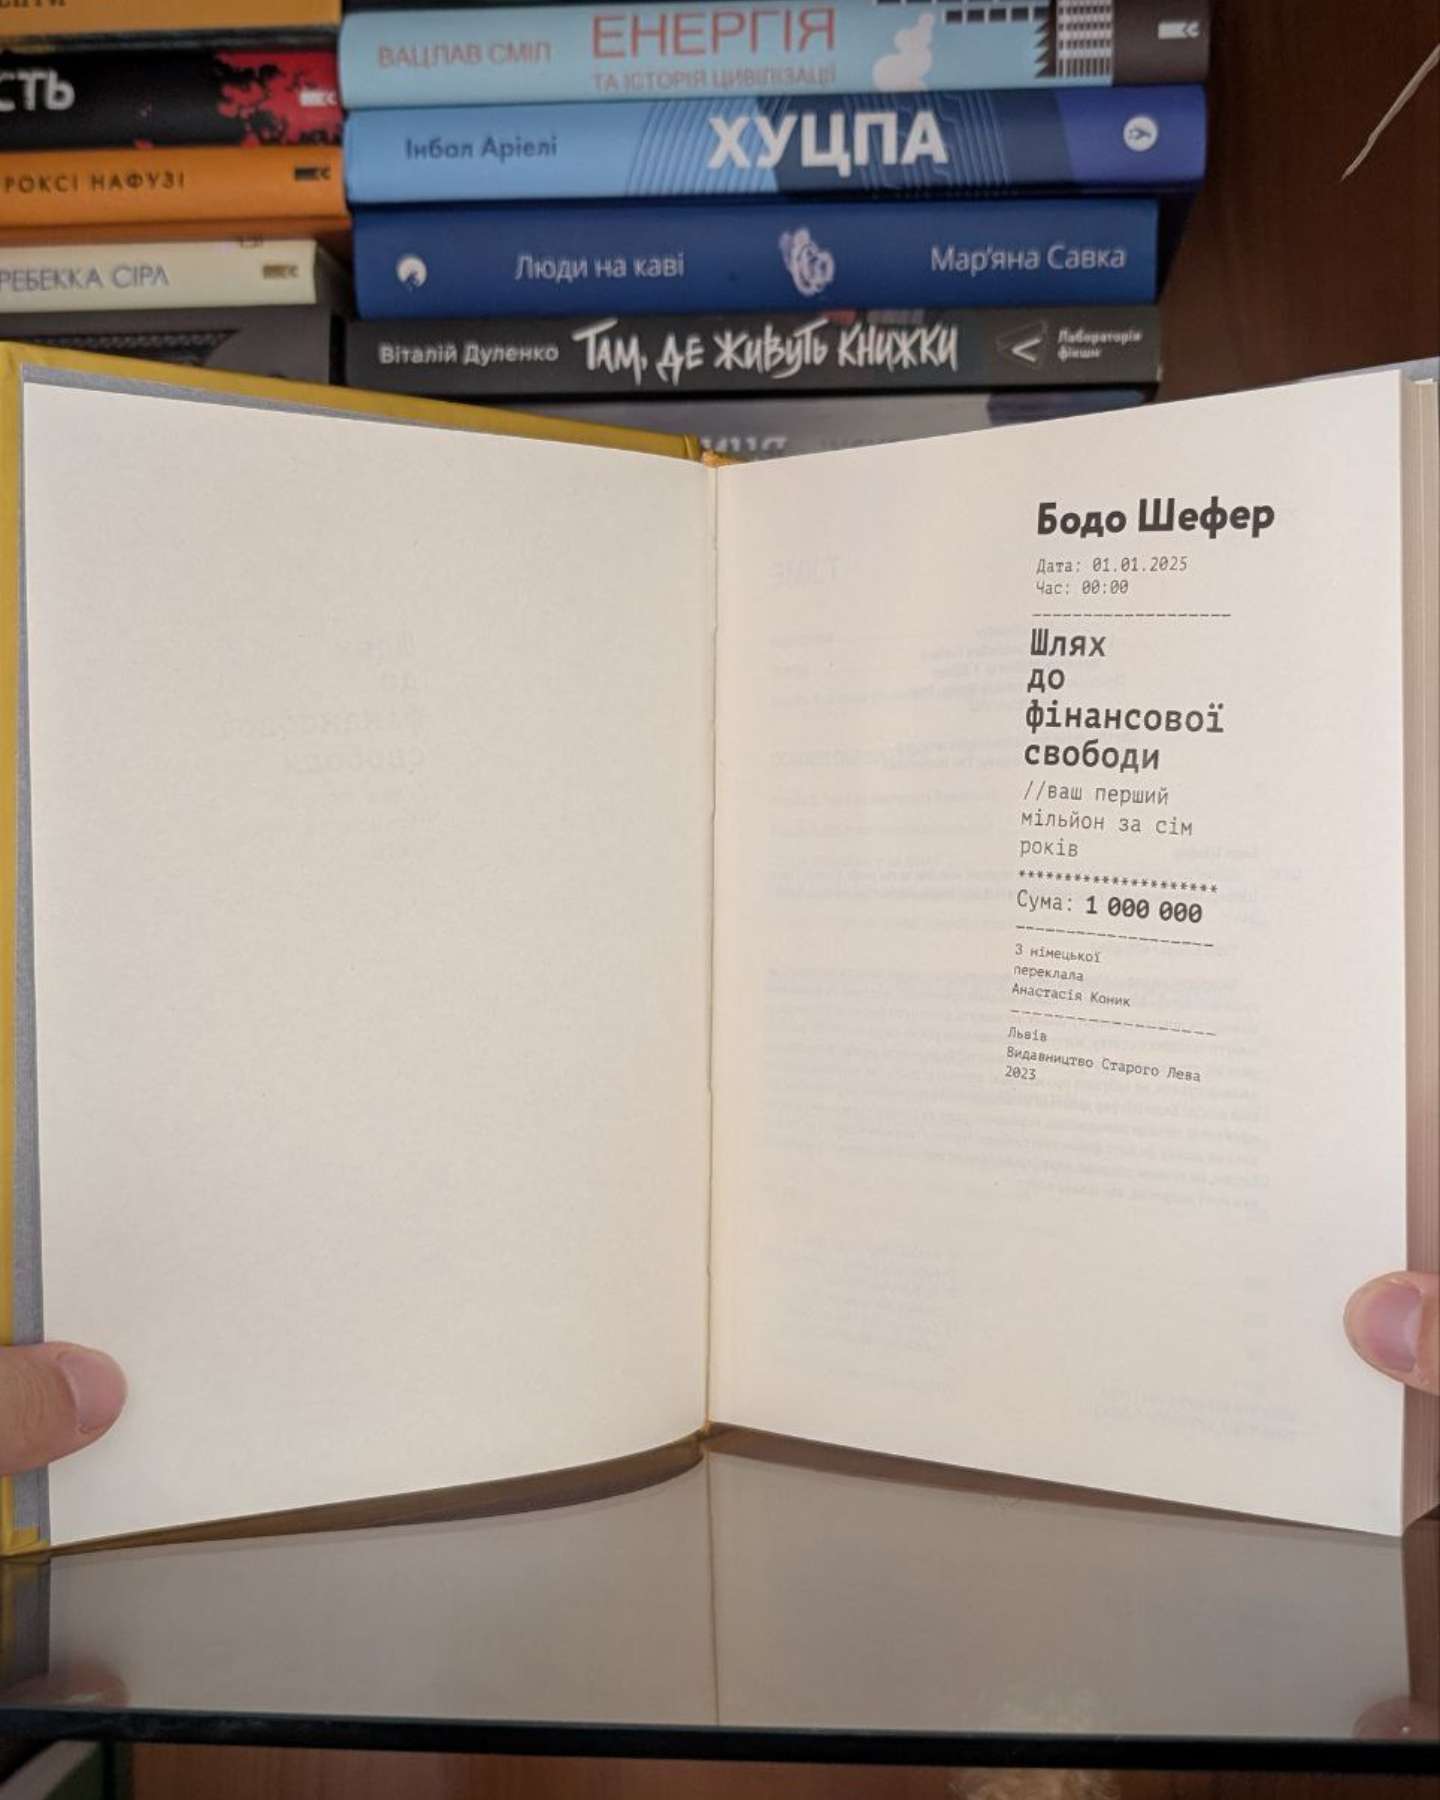 СТЬ
РОКСІ НАФУЗІ
РЕБЕККА СІРЛ
ВАЦЛАВ СМІЛ ЕНЕРГІЯ
ТА ІСТОРІЯ ЦИВІЛІЗАЦІЇ
Інбал Аріелі ХУЦПА
Люди на каві Мар'яна Савка
Віталій Дуленко ТАМ, ДЕ ЖИВУТЬ КНИЖКИ Лабораторія
фікшн
Бодо Шефер
Дата: 01.01.2025
Час: 00:00
--------------------
Шлях
до
фінансової
свободи
//ваш перший
мільйон за сім
років
**********************
Сума: 1 000 000
--------------------
З німецької
переклала
Анастасія Коник
--------------------
Львів
Видавництво Старого Лева
2023